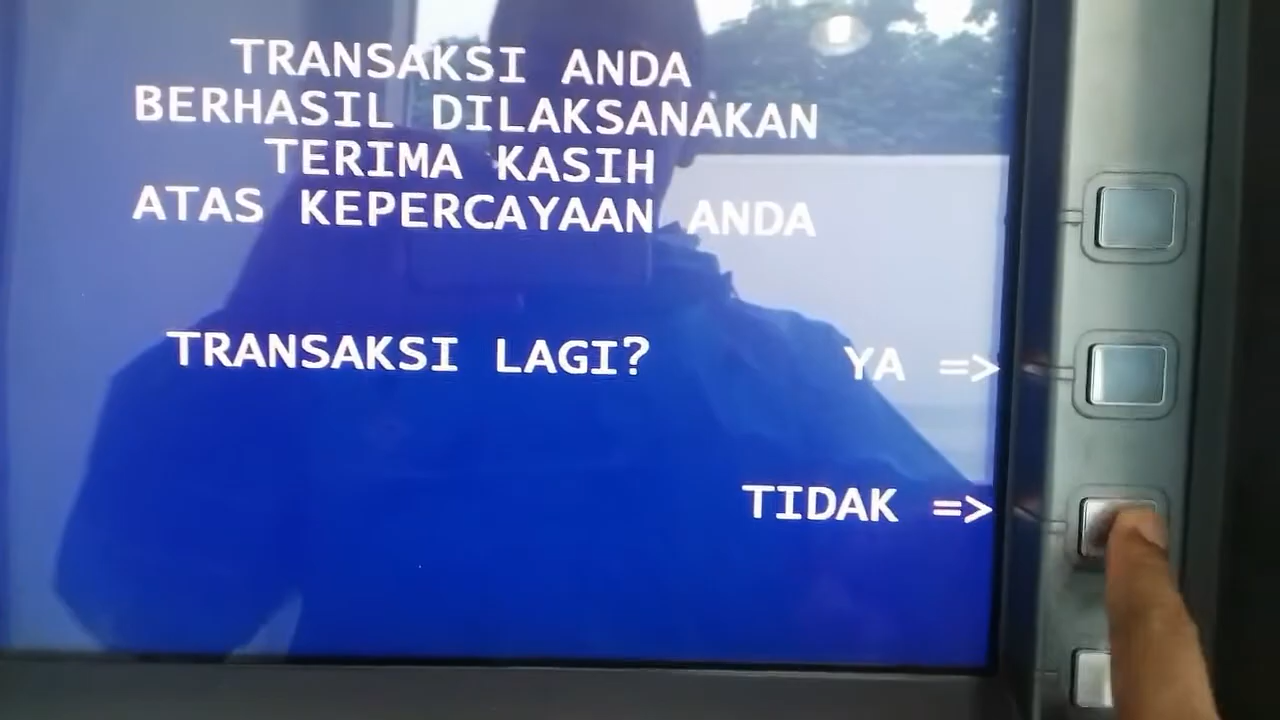 TRANSAKSI ANDA
BERHASIL DILAKSANAKAN
TERIMA KASIH
ATAS KEPERCAYAAN ANDA
TRANSAKSI LAGI? YA =>
TIDAK =>